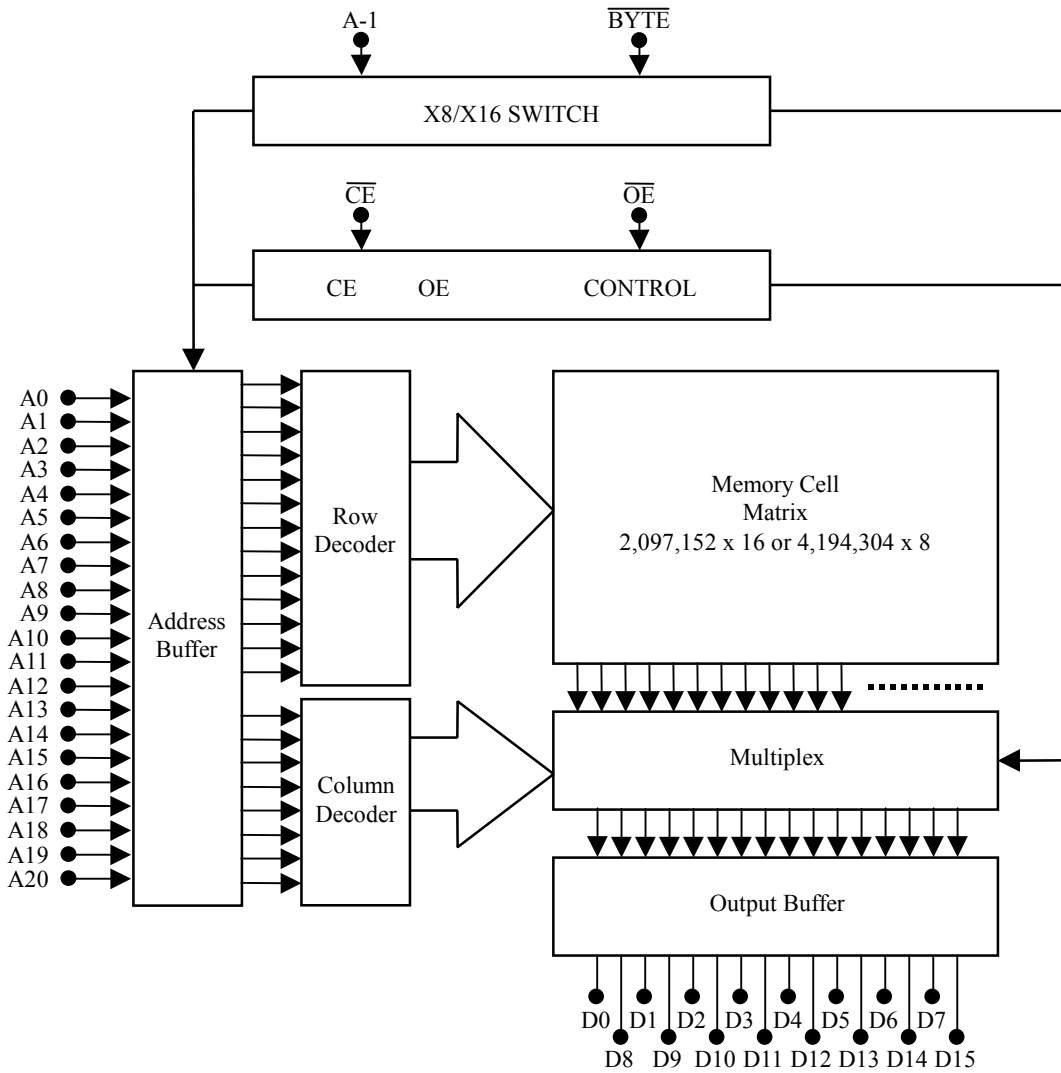 A-1 B̅Y̅T̅E̅
X8/X16 SWITCH
C̅E̅ O̅E̅
CE OE CONTROL
A0
A1
A2
A3
A4
A5
A6
A7
A8
A9
A10
A11
A12
A13
A14
A15
A16
A17
A18
A19
A20
Address
Buffer
Row
Decoder
Column
Decoder
Memory Cell
Matrix
2,097,152 x 16 or 4,194,304 x 8
Multiplex
Output Buffer
D0 D1 D2 D3 D4 D5 D6 D7
D8 D9 D10 D11 D12 D13 D14 D15